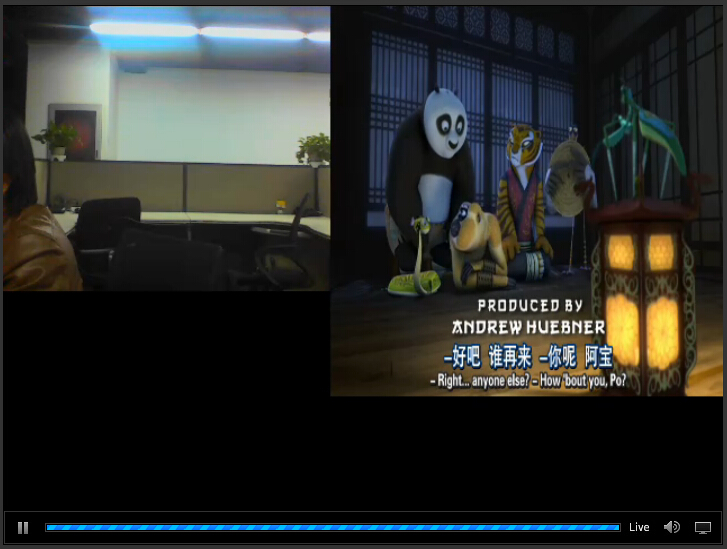 PRODUCED BY
ANDREW HUEBNER
–好吧 谁再来 –你呢 阿宝
– Right... anyone else? – How 'bout you, Po?
Live